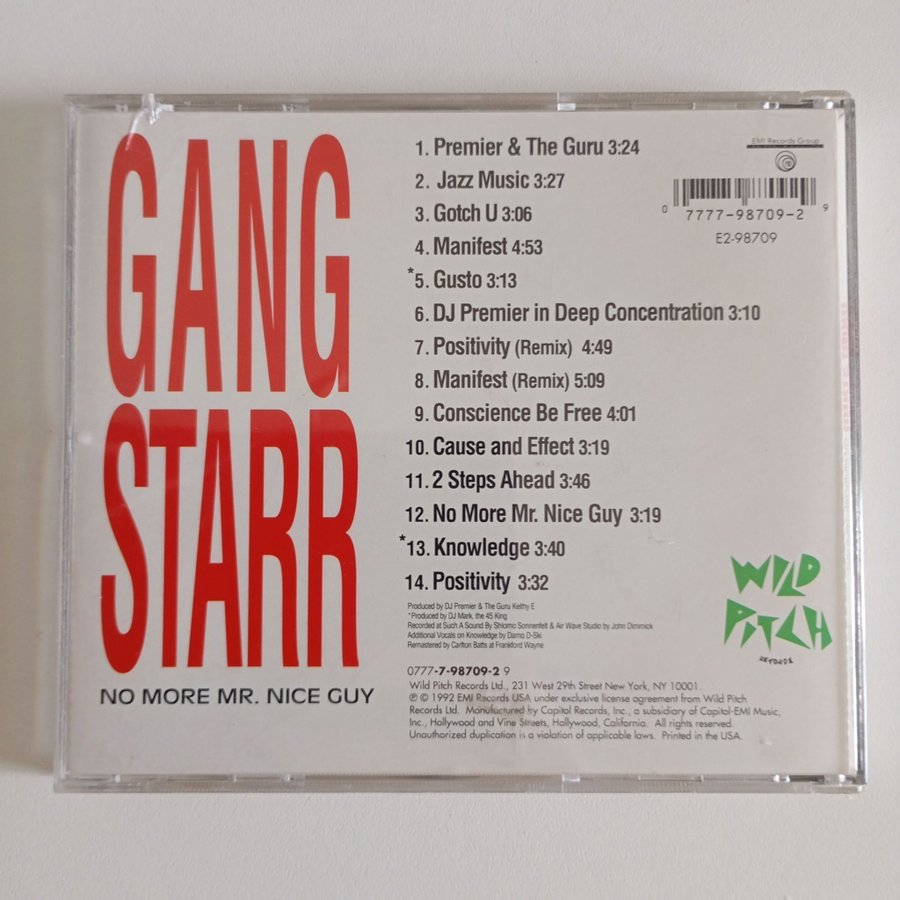 GANG
STARR
NO MORE MR. NICE GUY
1. Premier & The Guru 3:24
2. Jazz Music 3:27
3. Gotch U 3:06
4. Manifest 4:53
*5. Gusto 3:13
6. DJ Premier in Deep Concentration 3:10
7. Positivity (Remix) 4:49
8. Manifest (Remix) 5:09
9. Conscience Be Free 4:01
10. Cause and Effect 3:19
11. 2 Steps Ahead 3:46
12. No More Mr. Nice Guy 3:19
*13. Knowledge 3:40
14. Positivity 3:32
Produced by DJ Premier & The Guru Keithy E
*Produced by DJ Mark, the 45 King
Recorded at Such A Sound By Shlomo Sonnenfelt & Air Wave Studio by John Dimmick
Additional Vocals on Knowledge by Damo D-Ski
Remastered by Carlton Batts at Frankford Wayne
0777-7-98709-2 9
Wild Pitch Records Ltd., 231 West 29th Street New York, NY 10001.
℗ © 1992 EMI Records USA under exclusive license agreement from Wild Pitch
Records Ltd. Manufactured by Capitol Records, Inc., a subsidiary of Capitol-EMI Music,
Inc., Hollywood and Vine Streets, Hollywood, California. All rights reserved.
Unauthorized duplication is a violation of applicable laws. Printed in the USA.
EMI Records Group
0 7777-98709-2 9
E2-98709
WILD
PITCH
RECORDS